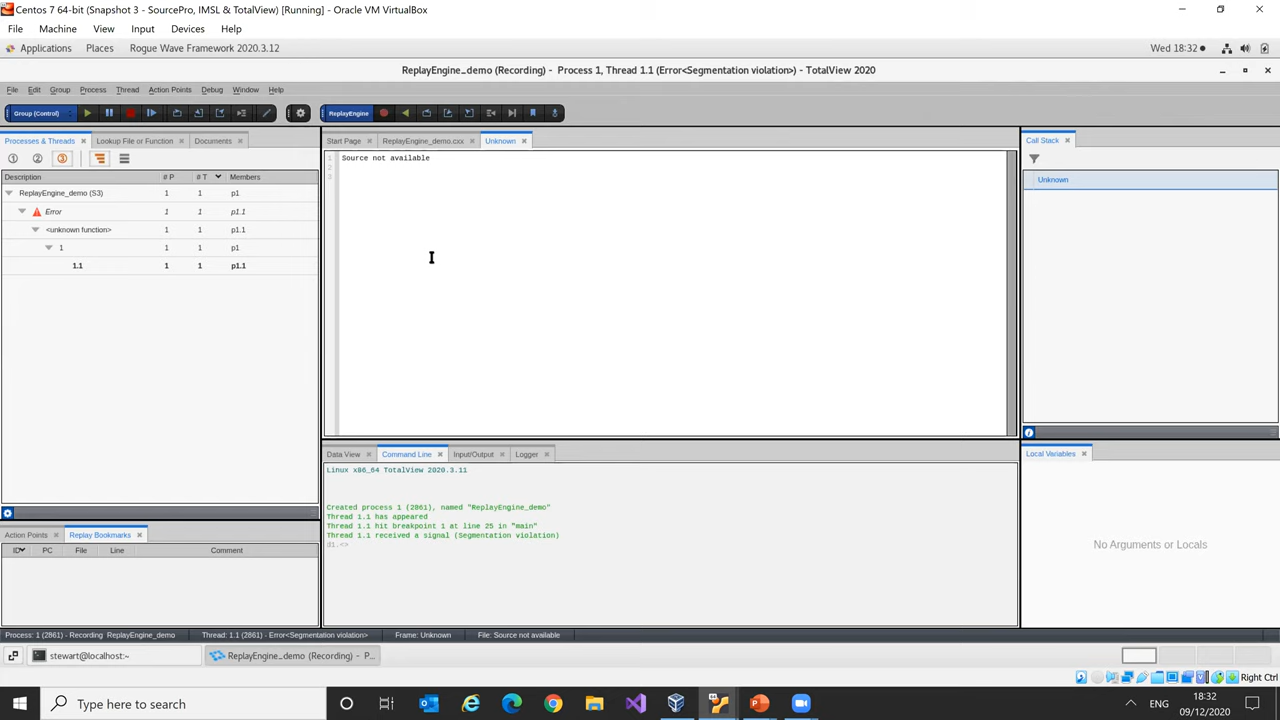 Centos 7 64-bit (Snapshot 3 - SourcePro, IMSL & TotalView) [Running] - Oracle VM VirtualBox
File Machine View Input Devices Help
Applications Places Rogue Wave Framework 2020.3.12 Wed 18:32
ReplayEngine_demo (Recording) - Process 1, Thread 1.1 (Error<Segmentation violation>) - TotalView 2020
File Edit Group Process Thread Action Points Debug Window Help
Group (Control) ReplayEngine
Processes & Threads Lookup File or Function Documents Start Page ReplayEngine_demo.cxx Unknown Call Stack
1 2 3
1 Source not available
2
3
Description # P # T Members
Unknown
ReplayEngine_demo (S3) 1 1 p1
Error 1 1 p1.1
<unknown function> 1 1 p1.1
1 1 1 p1
1.1 1 1 p1.1
Data View Command Line Input/Output Logger Local Variables
Linux x86_64 TotalView 2020.3.11
Created process 1 (2861), named "ReplayEngine_demo"
Thread 1.1 has appeared
Thread 1.1 hit breakpoint 1 at line 25 in "main"
Thread 1.1 received a signal (Segmentation violation)
d1.<>
No Arguments or Locals
Action Points Replay Bookmarks
ID PC File Line Comment
Process: 1 (2861) - Recording ReplayEngine_demo Thread: 1.1 (2861) - Error<Segmentation violation> Frame: Unknown File: Source not available
stewart@localhost:~ ReplayEngine_demo (Recording) - P...
Right Ctrl
Type here to search
ENG
18:32
09/12/2020